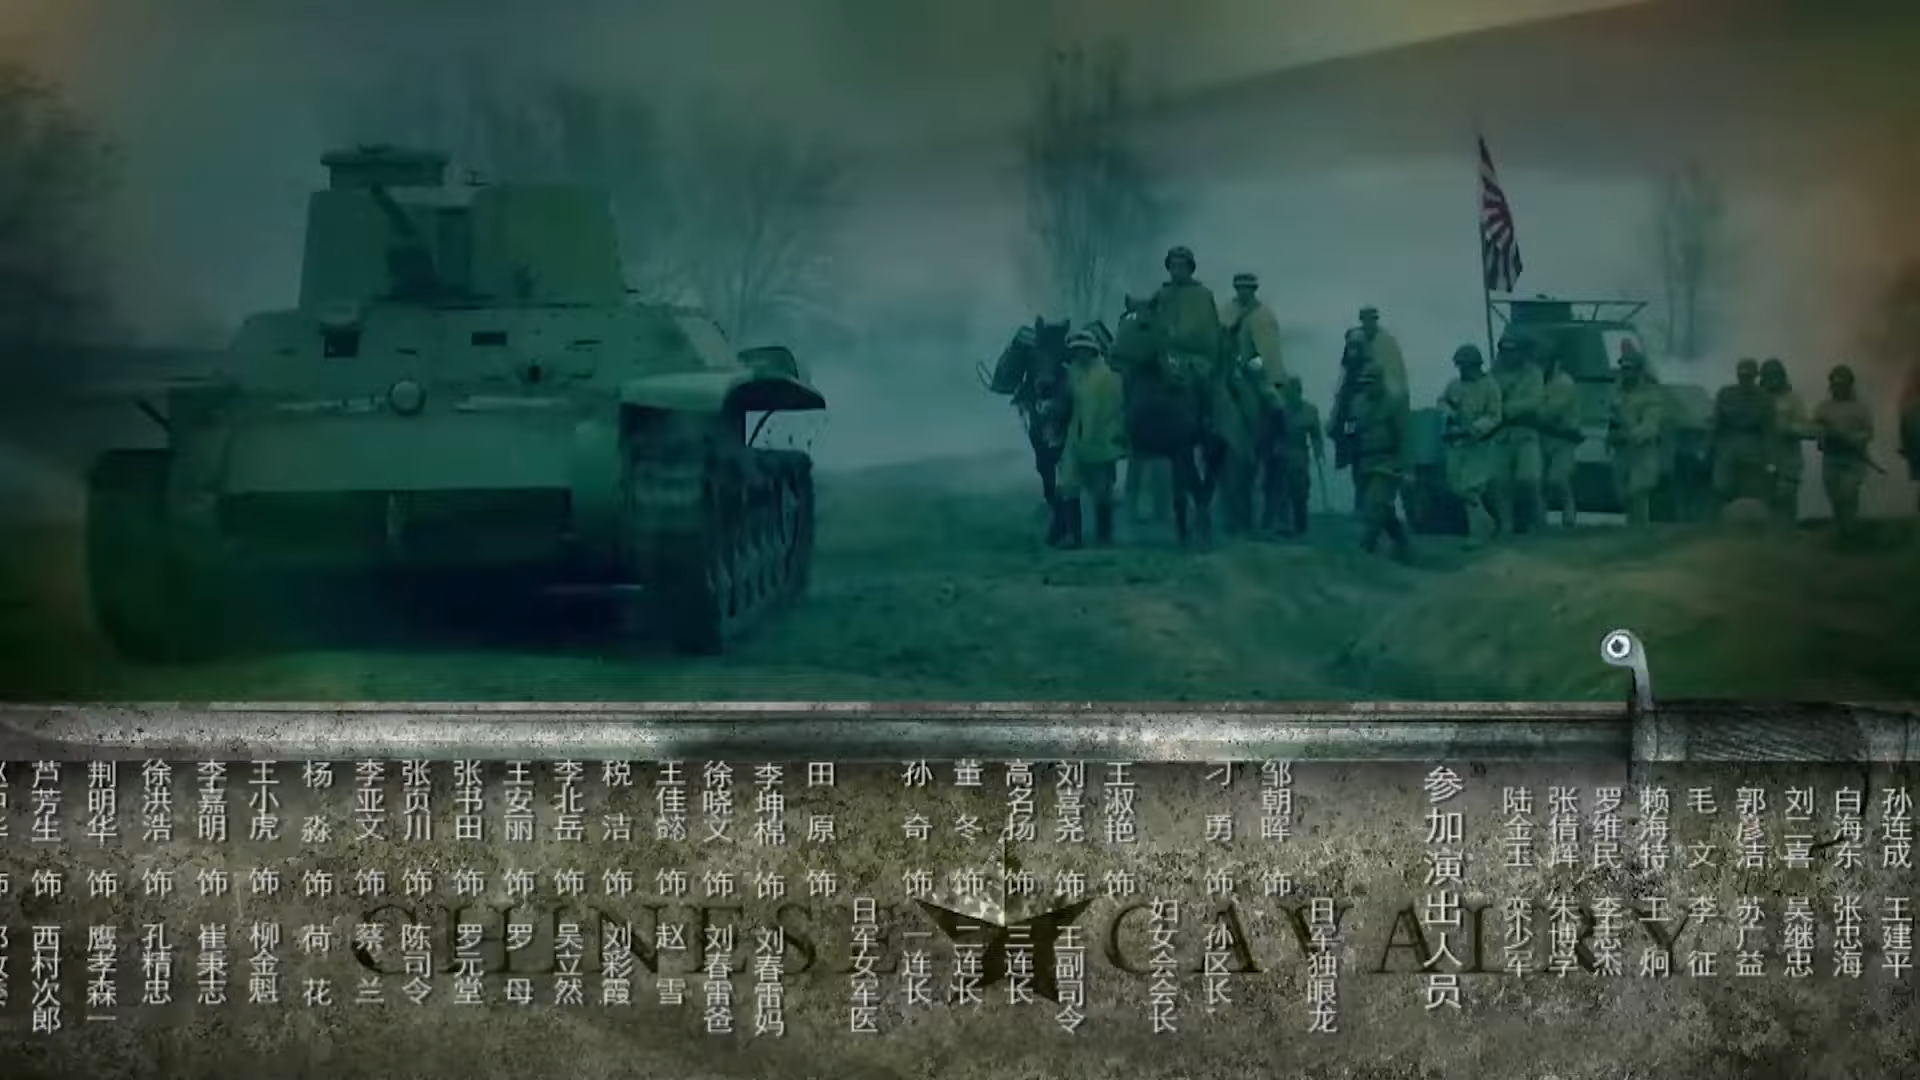 芦芳生 饰 西村次郎
荆明华 饰 鹰孝森一
徐洪浩 饰 孔精忠
李嘉明 饰 崔秉志
王小虎 饰 柳金魁
杨淼 饰 荷花
李亚文 饰 蔡兰
张页川 饰 陈司令
张书田 饰 罗元堂
王安丽 饰 罗母
李北岳 饰 吴立然
税洁 饰 刘彩霞
王佳懿 饰 赵雪
徐晓文 饰 刘春雷爸
李坤棉 饰 刘春雷妈
田原 饰
日军女军医
孙奇 饰 一连长
董冬 饰 二连长
高名扬 饰 三连长
刘喜尧 饰 王副司令
王淑艳 饰
妇女会会长
刁勇 饰 孙区长
邹朝晖 饰
日军独眼龙
参加演出人员
陆金玉 栾少军
张倩辉 朱博学
罗维民 李志杰
赖海特 卫炯
毛文 李征
郭彦洁 苏广益
刘二喜 吴继忠
白海东 张忠海
孙连成 王建平
CHINESE CAVALRY